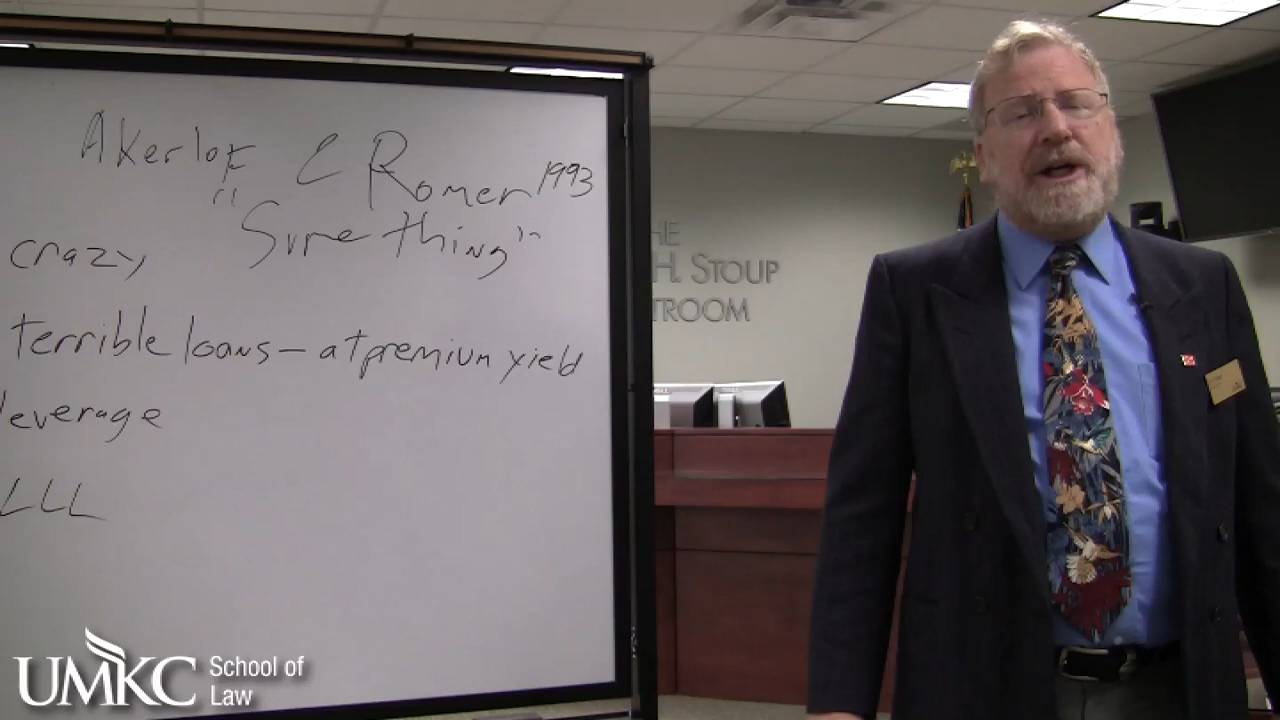 Akerlof & Romer 1993
"Sure thing"
crazy,
terrible loans — at premium yield
leverage
LLL
HE
H. STOUP
TROOM
UMKC School of
Law